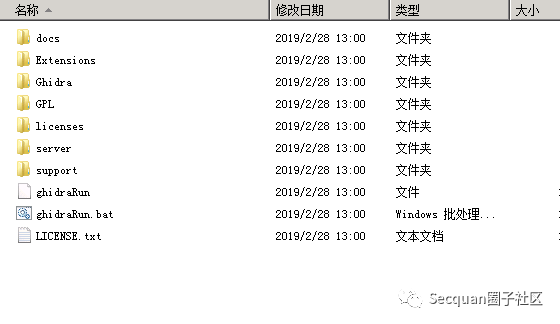 名称 修改日期 类型 大小
docs 2019/2/28 13:00 文件夹
Extensions 2019/2/28 13:00 文件夹
Ghidra 2019/2/28 13:00 文件夹
GPL 2019/2/28 13:00 文件夹
licenses 2019/2/28 13:00 文件夹
server 2019/2/28 13:00 文件夹
support 2019/2/28 13:00 文件夹
ghidraRun 2019/2/28 13:00 文件
ghidraRun.bat 2019/2/28 13:00 Windows 批处理...
LICENSE.txt 2019/2/28 13:00 文本文档
Secquan圈子社区